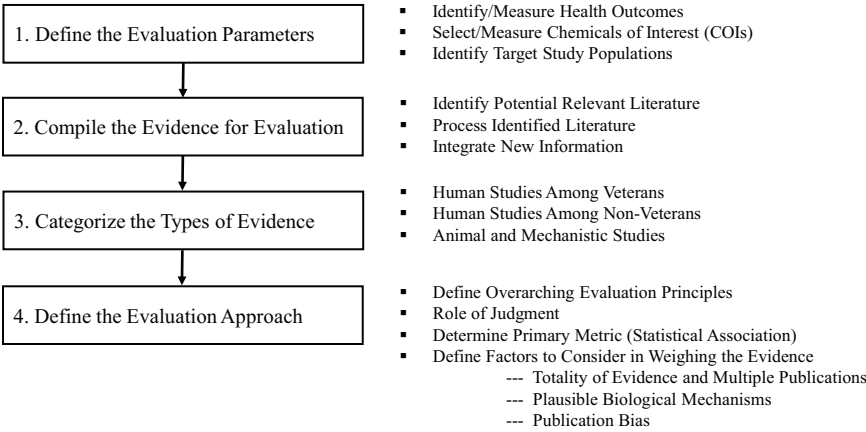 1. Define the Evaluation Parameters
▪ Identify/Measure Health Outcomes
▪ Select/Measure Chemicals of Interest (COIs)
▪ Identify Target Study Populations
2. Compile the Evidence for Evaluation
▪ Identify Potential Relevant Literature
▪ Process Identified Literature
▪ Integrate New Information
3. Categorize the Types of Evidence
▪ Human Studies Among Veterans
▪ Human Studies Among Non-Veterans
▪ Animal and Mechanistic Studies
4. Define the Evaluation Approach
▪ Define Overarching Evaluation Principles
▪ Role of Judgment
▪ Determine Primary Metric (Statistical Association)
▪ Define Factors to Consider in Weighing the Evidence
--- Totality of Evidence and Multiple Publications
--- Plausible Biological Mechanisms
--- Publication Bias